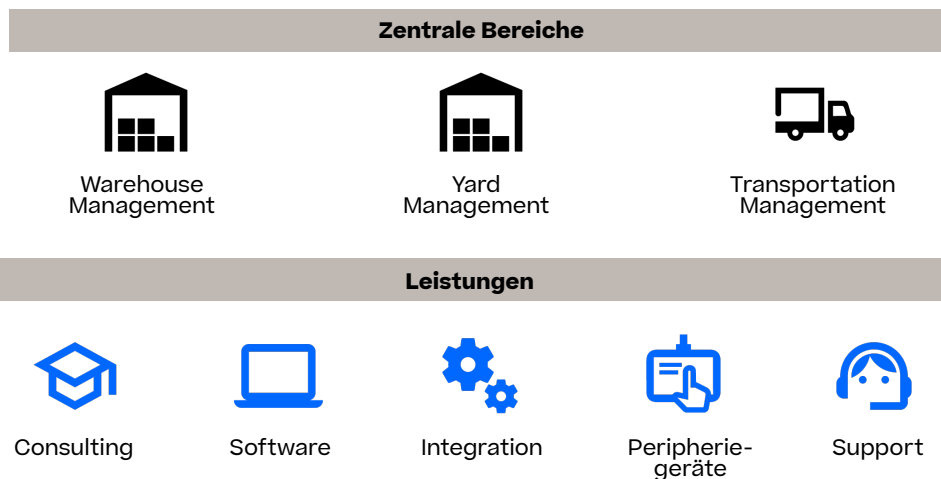 Zentrale Bereiche
Warehouse
Management
Yard
Management
Transportation
Management
Leistungen
Consulting
Software
Integration
Peripherie-
geräte
Support